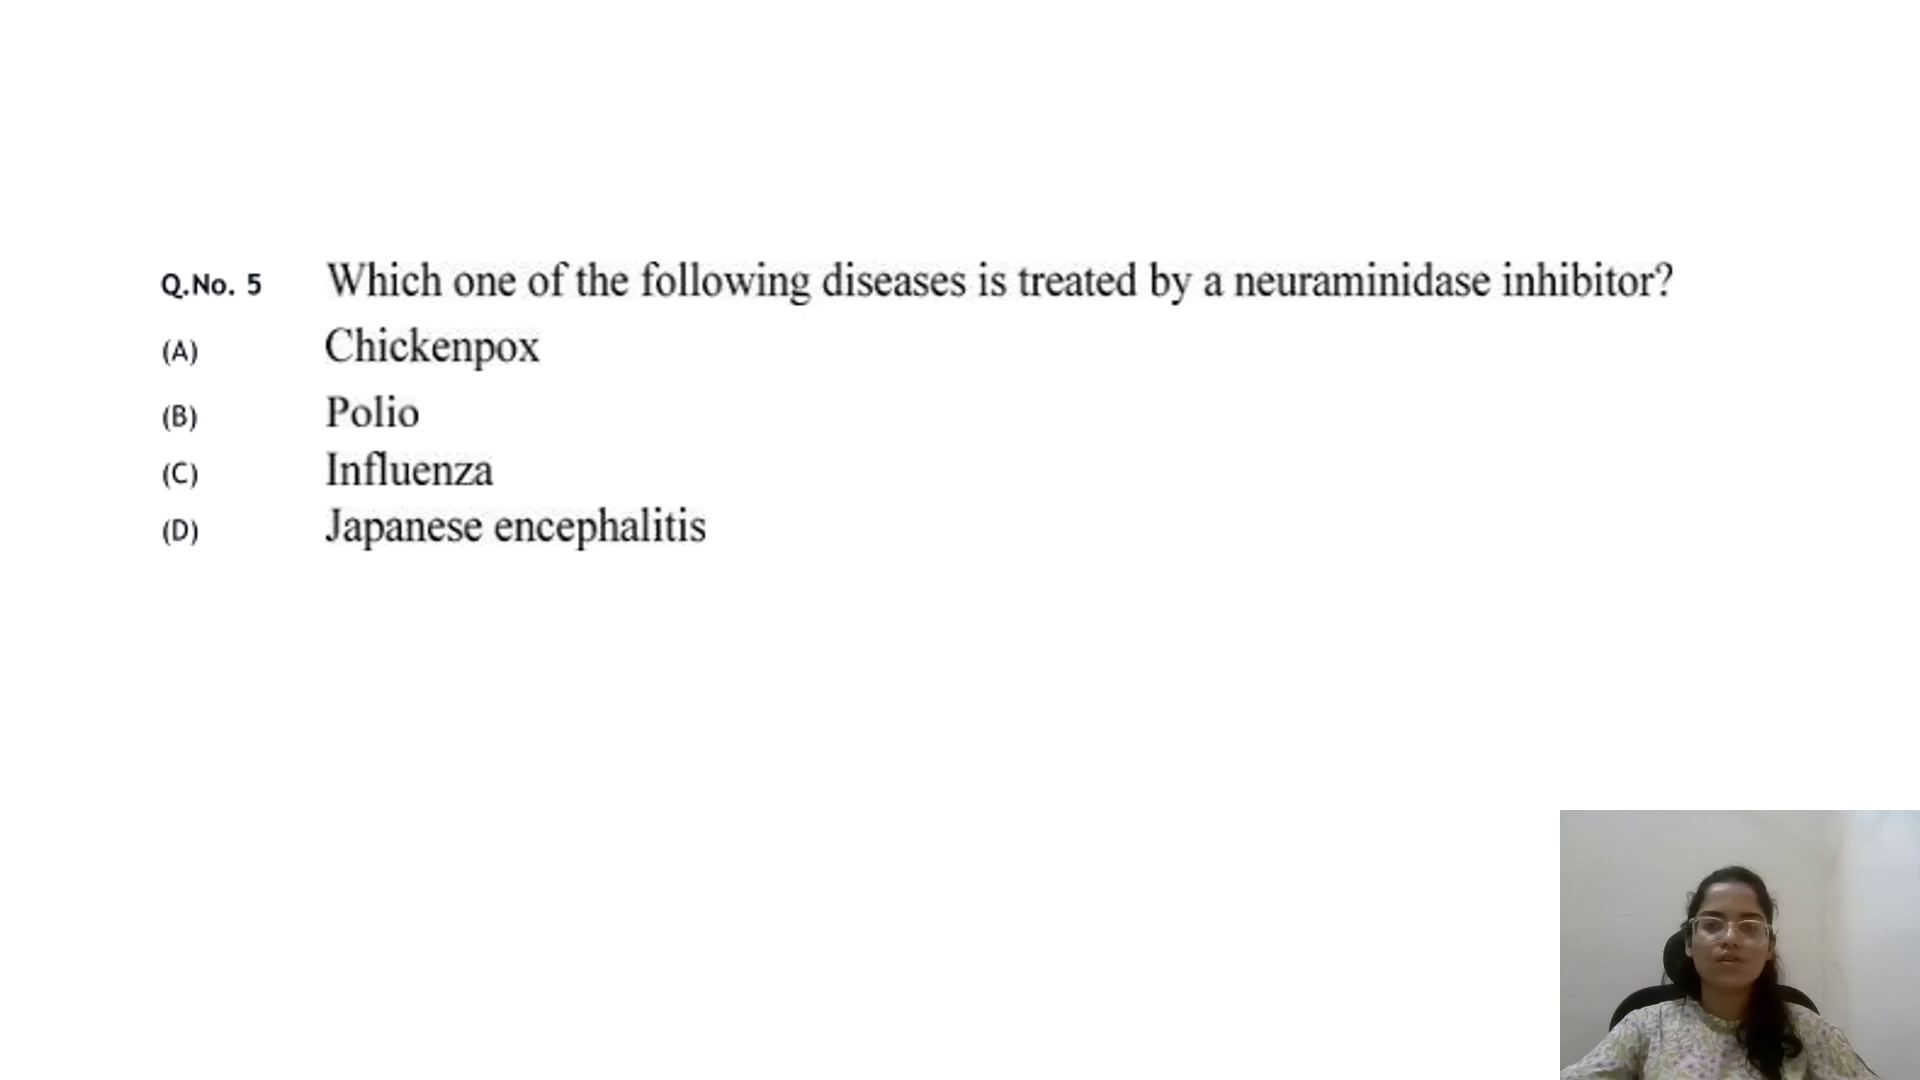 Q.No. 5 Which one of the following diseases is treated by a neuraminidase inhibitor?
(A) Chickenpox
(B) Polio
(C) Influenza
(D) Japanese encephalitis